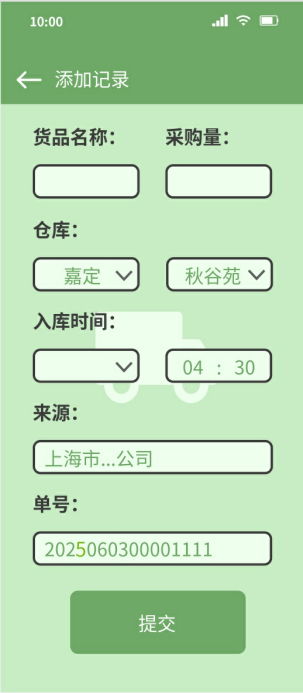 10:00
添加记录
货品名称： 采购量：
仓库：
嘉定 秋谷苑
入库时间：
04 : 30
来源：
上海市...公司
单号：
2025060300001111
提交